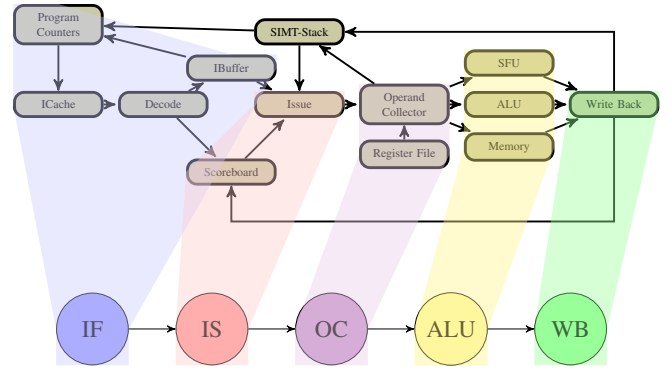 Program
Counters
SIMT-Stack
IBuffer
SFU
ICache
Decode
Issue
Operand
Collector
ALU
Write Back
Memory
Register File
Scoreboard
IF
IS
OC
ALU
WB